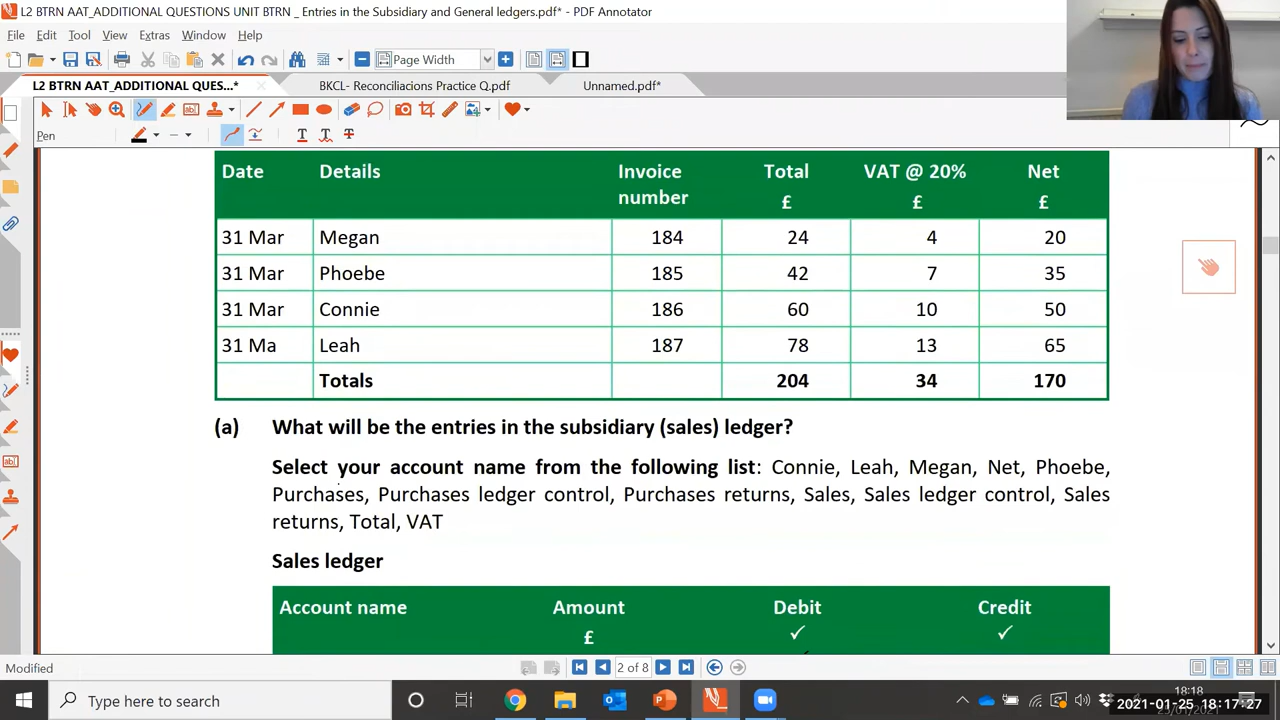 L2 BTRN AAT_ADDITIONAL QUESTIONS UNIT BTRN _ Entries in the Subsidiary and General ledgers.pdf* - PDF Annotator
File Edit Tool View Extras Window Help
Page Width
L2 BTRN AAT_ADDITIONAL QUES...* BKCL- Reconciliacions Practice Q.pdf Unnamed.pdf*
Pen
Date Details Invoice number Total £ VAT @ 20% £ Net £
31 Mar Megan 184 24 4 20
31 Mar Phoebe 185 42 7 35
31 Mar Connie 186 60 10 50
31 Ma Leah 187 78 13 65
Totals 204 34 170
(a) What will be the entries in the subsidiary (sales) ledger?
Select your account name from the following list: Connie, Leah, Megan, Net, Phoebe,
Purchases, Purchases ledger control, Purchases returns, Sales, Sales ledger control, Sales
returns, Total, VAT
Sales ledger
Account name Amount Debit Credit
£ ✓ ✓
Modified 2 of 8
Type here to search
18:18
2021-01-25 18:17:27